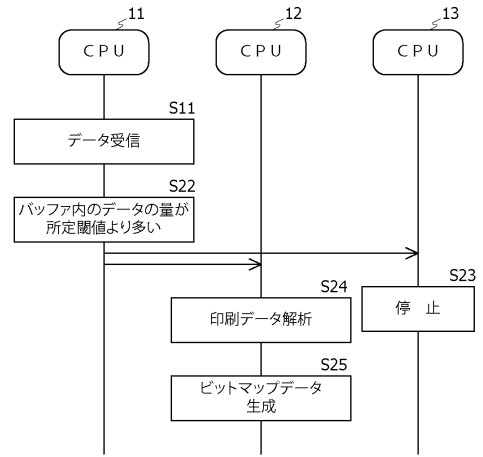 11
12
13
CPU
CPU
CPU
S11
データ受信
S22
バッファ内のデータの量が
所定閾値より多い
S23
停　止
S24
印刷データ解析
S25
ビットマップデータ
生成